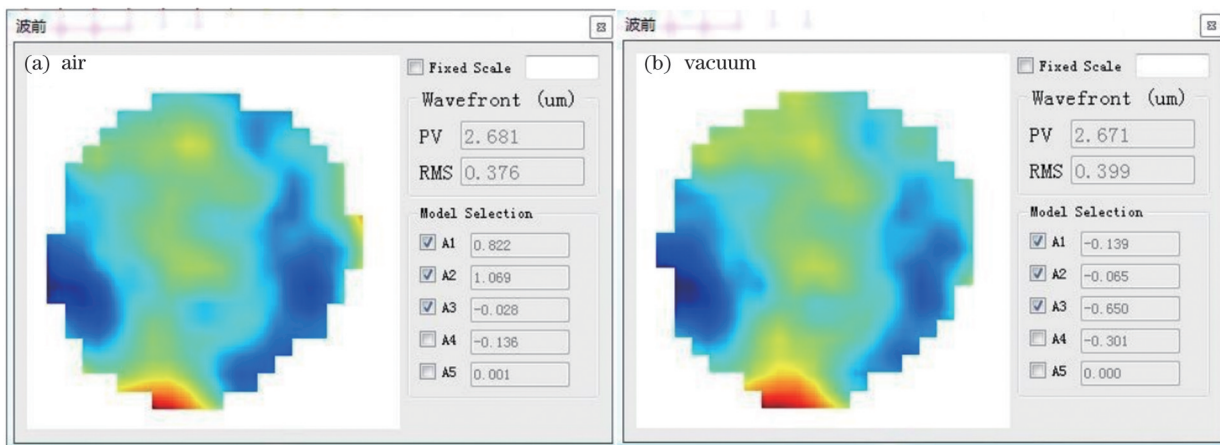 波前
(a) air
Fixed Scale
Wavefront (um)
PV 2.681
RMS 0.376
Model Selection
A1 0.822
A2 1.069
A3 -0.028
A4 -0.136
A5 0.001
波前
(b) vacuum
Fixed Scale
Wavefront (um)
PV 2.671
RMS 0.399
Model Selection
A1 -0.139
A2 -0.065
A3 -0.650
A4 -0.301
A5 0.000